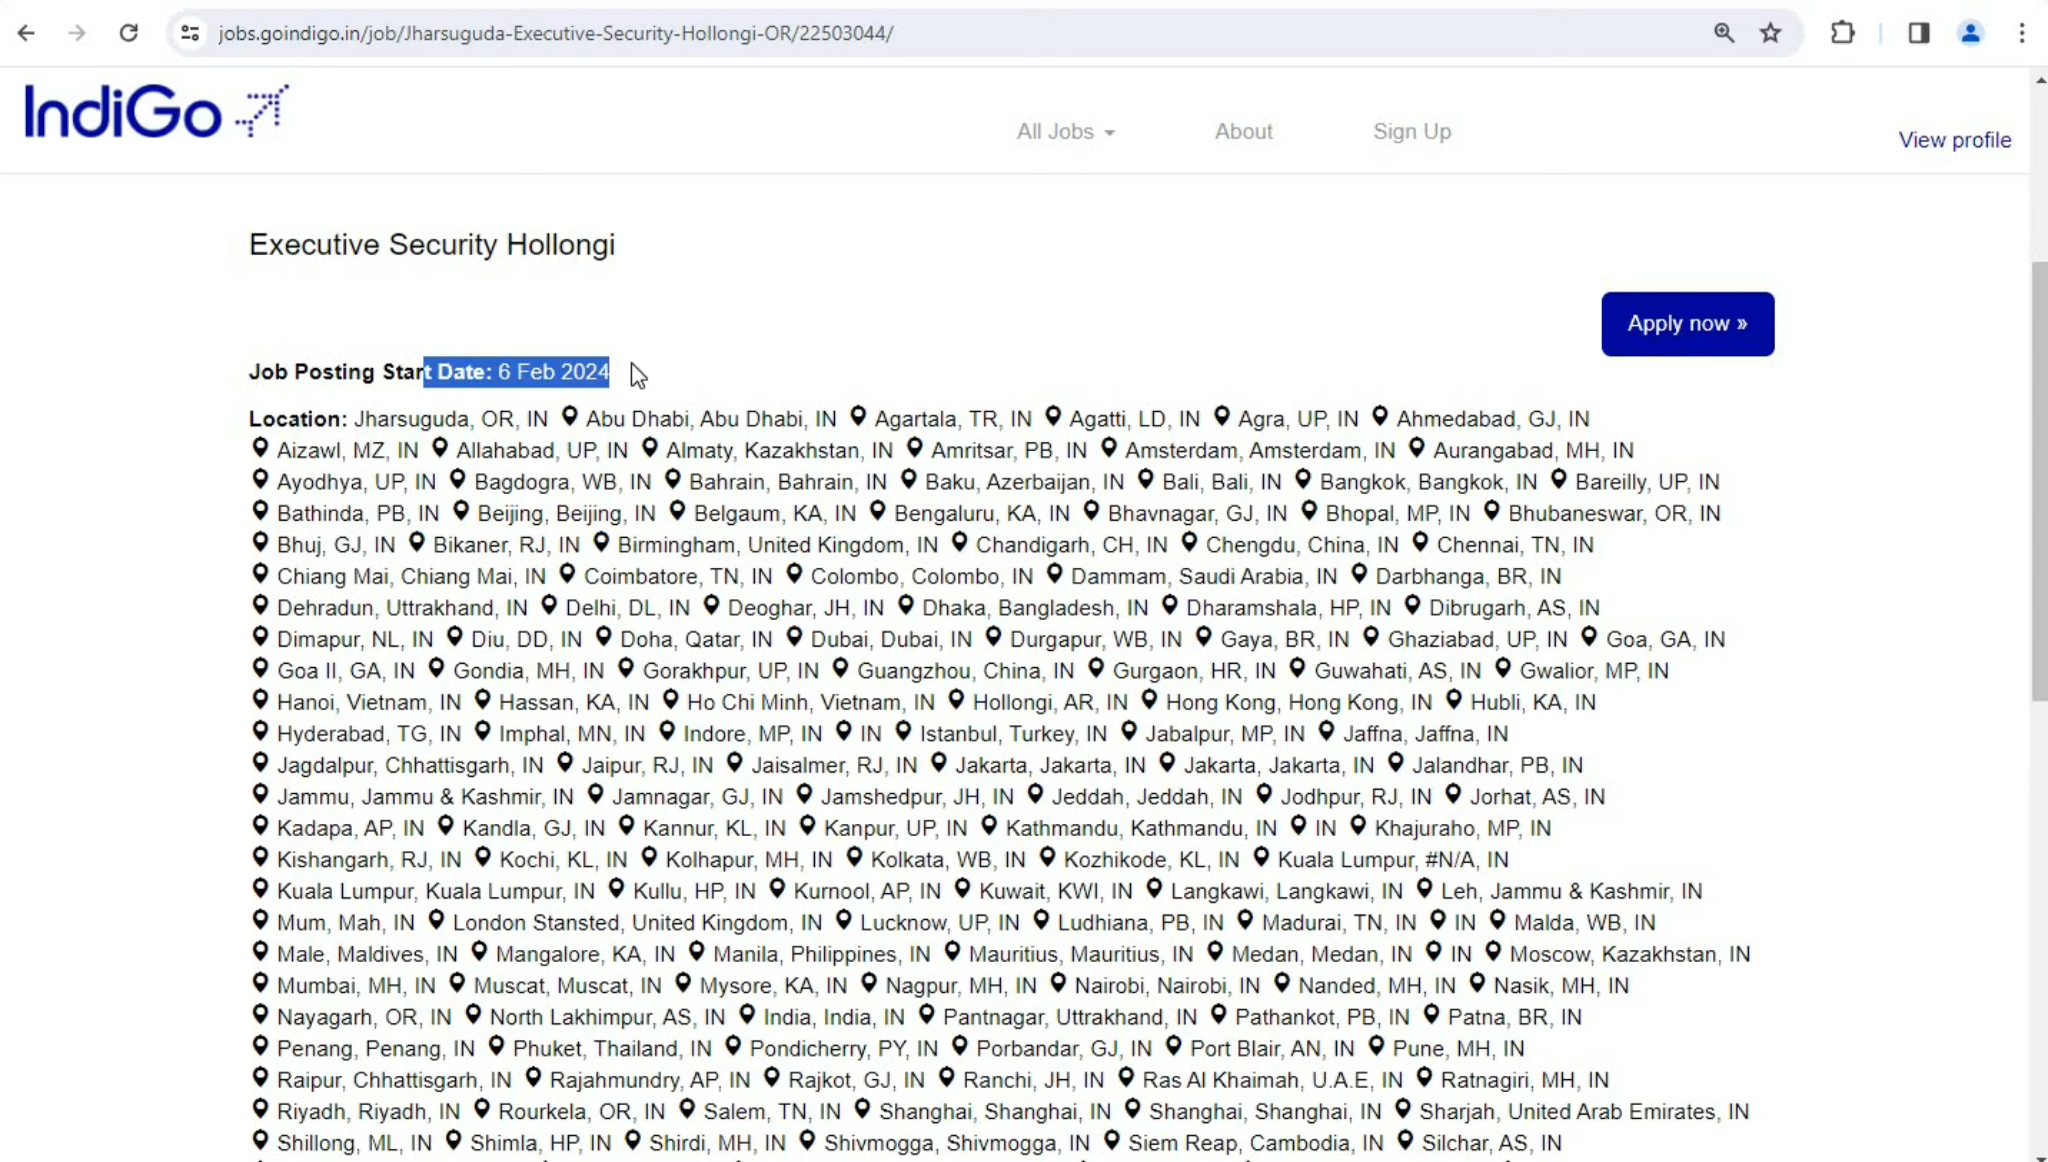 jobs.goindigo.in/job/Jharsuguda-Executive-Security-Hollongi-OR/22503044/
IndiGo
All Jobs
About
Sign Up
View profile
Executive Security Hollongi
Apply now »
Job Posting Start Date: 6 Feb 2024
Location: Jharsuguda, OR, IN Abu Dhabi, Abu Dhabi, IN Agartala, TR, IN Agatti, LD, IN Agra, UP, IN Ahmedabad, GJ, IN
Aizawl, MZ, IN Allahabad, UP, IN Almaty, Kazakhstan, IN Amritsar, PB, IN Amsterdam, Amsterdam, IN Aurangabad, MH, IN
Ayodhya, UP, IN Bagdogra, WB, IN Bahrain, Bahrain, IN Baku, Azerbaijan, IN Bali, Bali, IN Bangkok, Bangkok, IN Bareilly, UP, IN
Bathinda, PB, IN Beijing, Beijing, IN Belgaum, KA, IN Bengaluru, KA, IN Bhavnagar, GJ, IN Bhopal, MP, IN Bhubaneswar, OR, IN
Bhuj, GJ, IN Bikaner, RJ, IN Birmingham, United Kingdom, IN Chandigarh, CH, IN Chengdu, China, IN Chennai, TN, IN
Chiang Mai, Chiang Mai, IN Coimbatore, TN, IN Colombo, Colombo, IN Dammam, Saudi Arabia, IN Darbhanga, BR, IN
Dehradun, Uttrakhand, IN Delhi, DL, IN Deoghar, JH, IN Dhaka, Bangladesh, IN Dharamshala, HP, IN Dibrugarh, AS, IN
Dimapur, NL, IN Diu, DD, IN Doha, Qatar, IN Dubai, Dubai, IN Durgapur, WB, IN Gaya, BR, IN Ghaziabad, UP, IN Goa, GA, IN
Goa II, GA, IN Gondia, MH, IN Gorakhpur, UP, IN Guangzhou, China, IN Gurgaon, HR, IN Guwahati, AS, IN Gwalior, MP, IN
Hanoi, Vietnam, IN Hassan, KA, IN Ho Chi Minh, Vietnam, IN Hollongi, AR, IN Hong Kong, Hong Kong, IN Hubli, KA, IN
Hyderabad, TG, IN Imphal, MN, IN Indore, MP, IN IN Istanbul, Turkey, IN Jabalpur, MP, IN Jaffna, Jaffna, IN
Jagdalpur, Chhattisgarh, IN Jaipur, RJ, IN Jaisalmer, RJ, IN Jakarta, Jakarta, IN Jakarta, Jakarta, IN Jalandhar, PB, IN
Jammu, Jammu & Kashmir, IN Jamnagar, GJ, IN Jamshedpur, JH, IN Jeddah, Jeddah, IN Jodhpur, RJ, IN Jorhat, AS, IN
Kadapa, AP, IN Kandla, GJ, IN Kannur, KL, IN Kanpur, UP, IN Kathmandu, Kathmandu, IN IN Khajuraho, MP, IN
Kishangarh, RJ, IN Kochi, KL, IN Kolhapur, MH, IN Kolkata, WB, IN Kozhikode, KL, IN Kuala Lumpur, #N/A, IN
Kuala Lumpur, Kuala Lumpur, IN Kullu, HP, IN Kurnool, AP, IN Kuwait, KWI, IN Langkawi, Langkawi, IN Leh, Jammu & Kashmir, IN
Mum, Mah, IN London Stansted, United Kingdom, IN Lucknow, UP, IN Ludhiana, PB, IN Madurai, TN, IN IN Malda, WB, IN
Male, Maldives, IN Mangalore, KA, IN Manila, Philippines, IN Mauritius, Mauritius, IN Medan, Medan, IN IN Moscow, Kazakhstan, IN
Mumbai, MH, IN Muscat, Muscat, IN Mysore, KA, IN Nagpur, MH, IN Nairobi, Nairobi, IN Nanded, MH, IN Nasik, MH, IN
Nayagarh, OR, IN North Lakhimpur, AS, IN India, India, IN Pantnagar, Uttrakhand, IN Pathankot, PB, IN Patna, BR, IN
Penang, Penang, IN Phuket, Thailand, IN Pondicherry, PY, IN Porbandar, GJ, IN Port Blair, AN, IN Pune, MH, IN
Raipur, Chhattisgarh, IN Rajahmundry, AP, IN Rajkot, GJ, IN Ranchi, JH, IN Ras Al Khaimah, U.A.E, IN Ratnagiri, MH, IN
Riyadh, Riyadh, IN Rourkela, OR, IN Salem, TN, IN Shanghai, Shanghai, IN Shanghai, Shanghai, IN Sharjah, United Arab Emirates, IN
Shillong, ML, IN Shimla, HP, IN Shirdi, MH, IN Shivmogga, Shivmogga, IN Siem Reap, Cambodia, IN Silchar, AS, IN